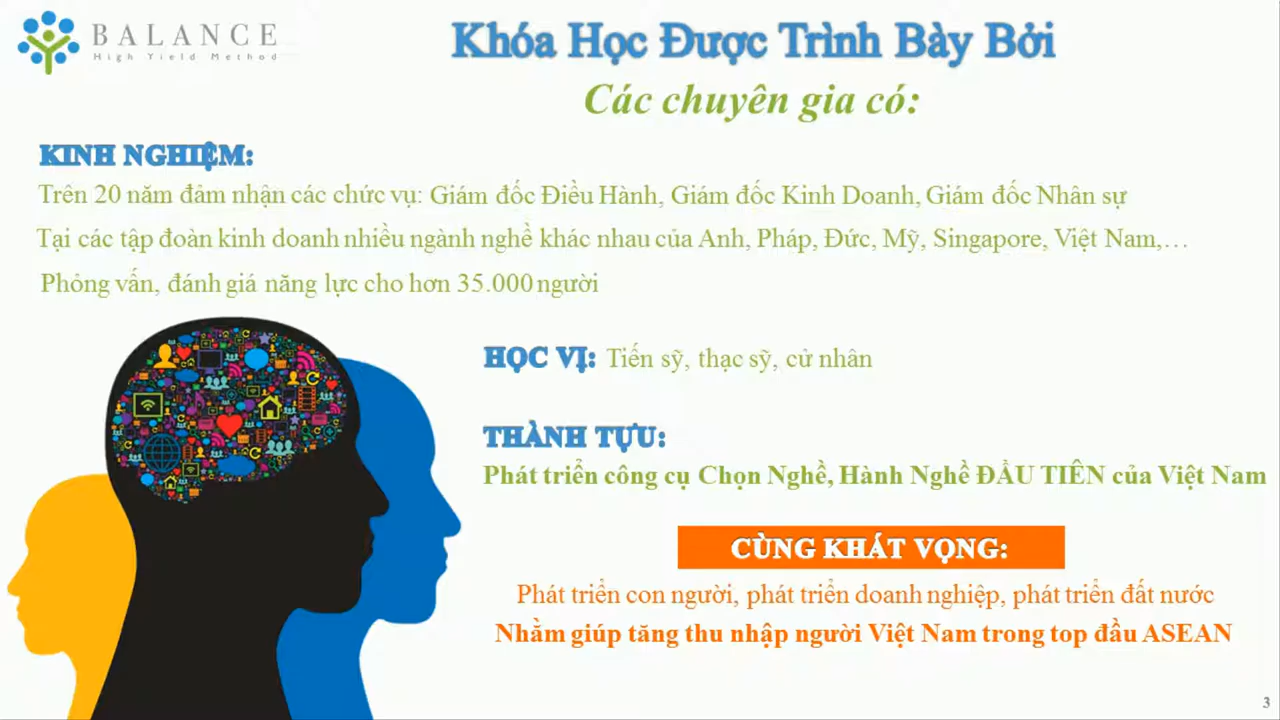 BALANCE
High Yield Method
Khóa Học Được Trình Bày Bởi
Các chuyên gia có:
KINH NGHIỆM:
Trên 20 năm đảm nhận các chức vụ: Giám đốc Điều Hành, Giám đốc Kinh Doanh, Giám đốc Nhân sự
Tại các tập đoàn kinh doanh nhiều ngành nghề khác nhau của Anh, Pháp, Đức, Mỹ, Singapore, Việt Nam,…
Phỏng vấn, đánh giá năng lực cho hơn 35.000 người
HỌC VỊ: Tiến sỹ, thạc sỹ, cử nhân
THÀNH TỰU:
Phát triển công cụ Chọn Nghề, Hành Nghề ĐẦU TIÊN của Việt Nam
CÙNG KHÁT VỌNG:
Phát triển con người, phát triển doanh nghiệp, phát triển đất nước
Nhằm giúp tăng thu nhập người Việt Nam trong top đầu ASEAN
3